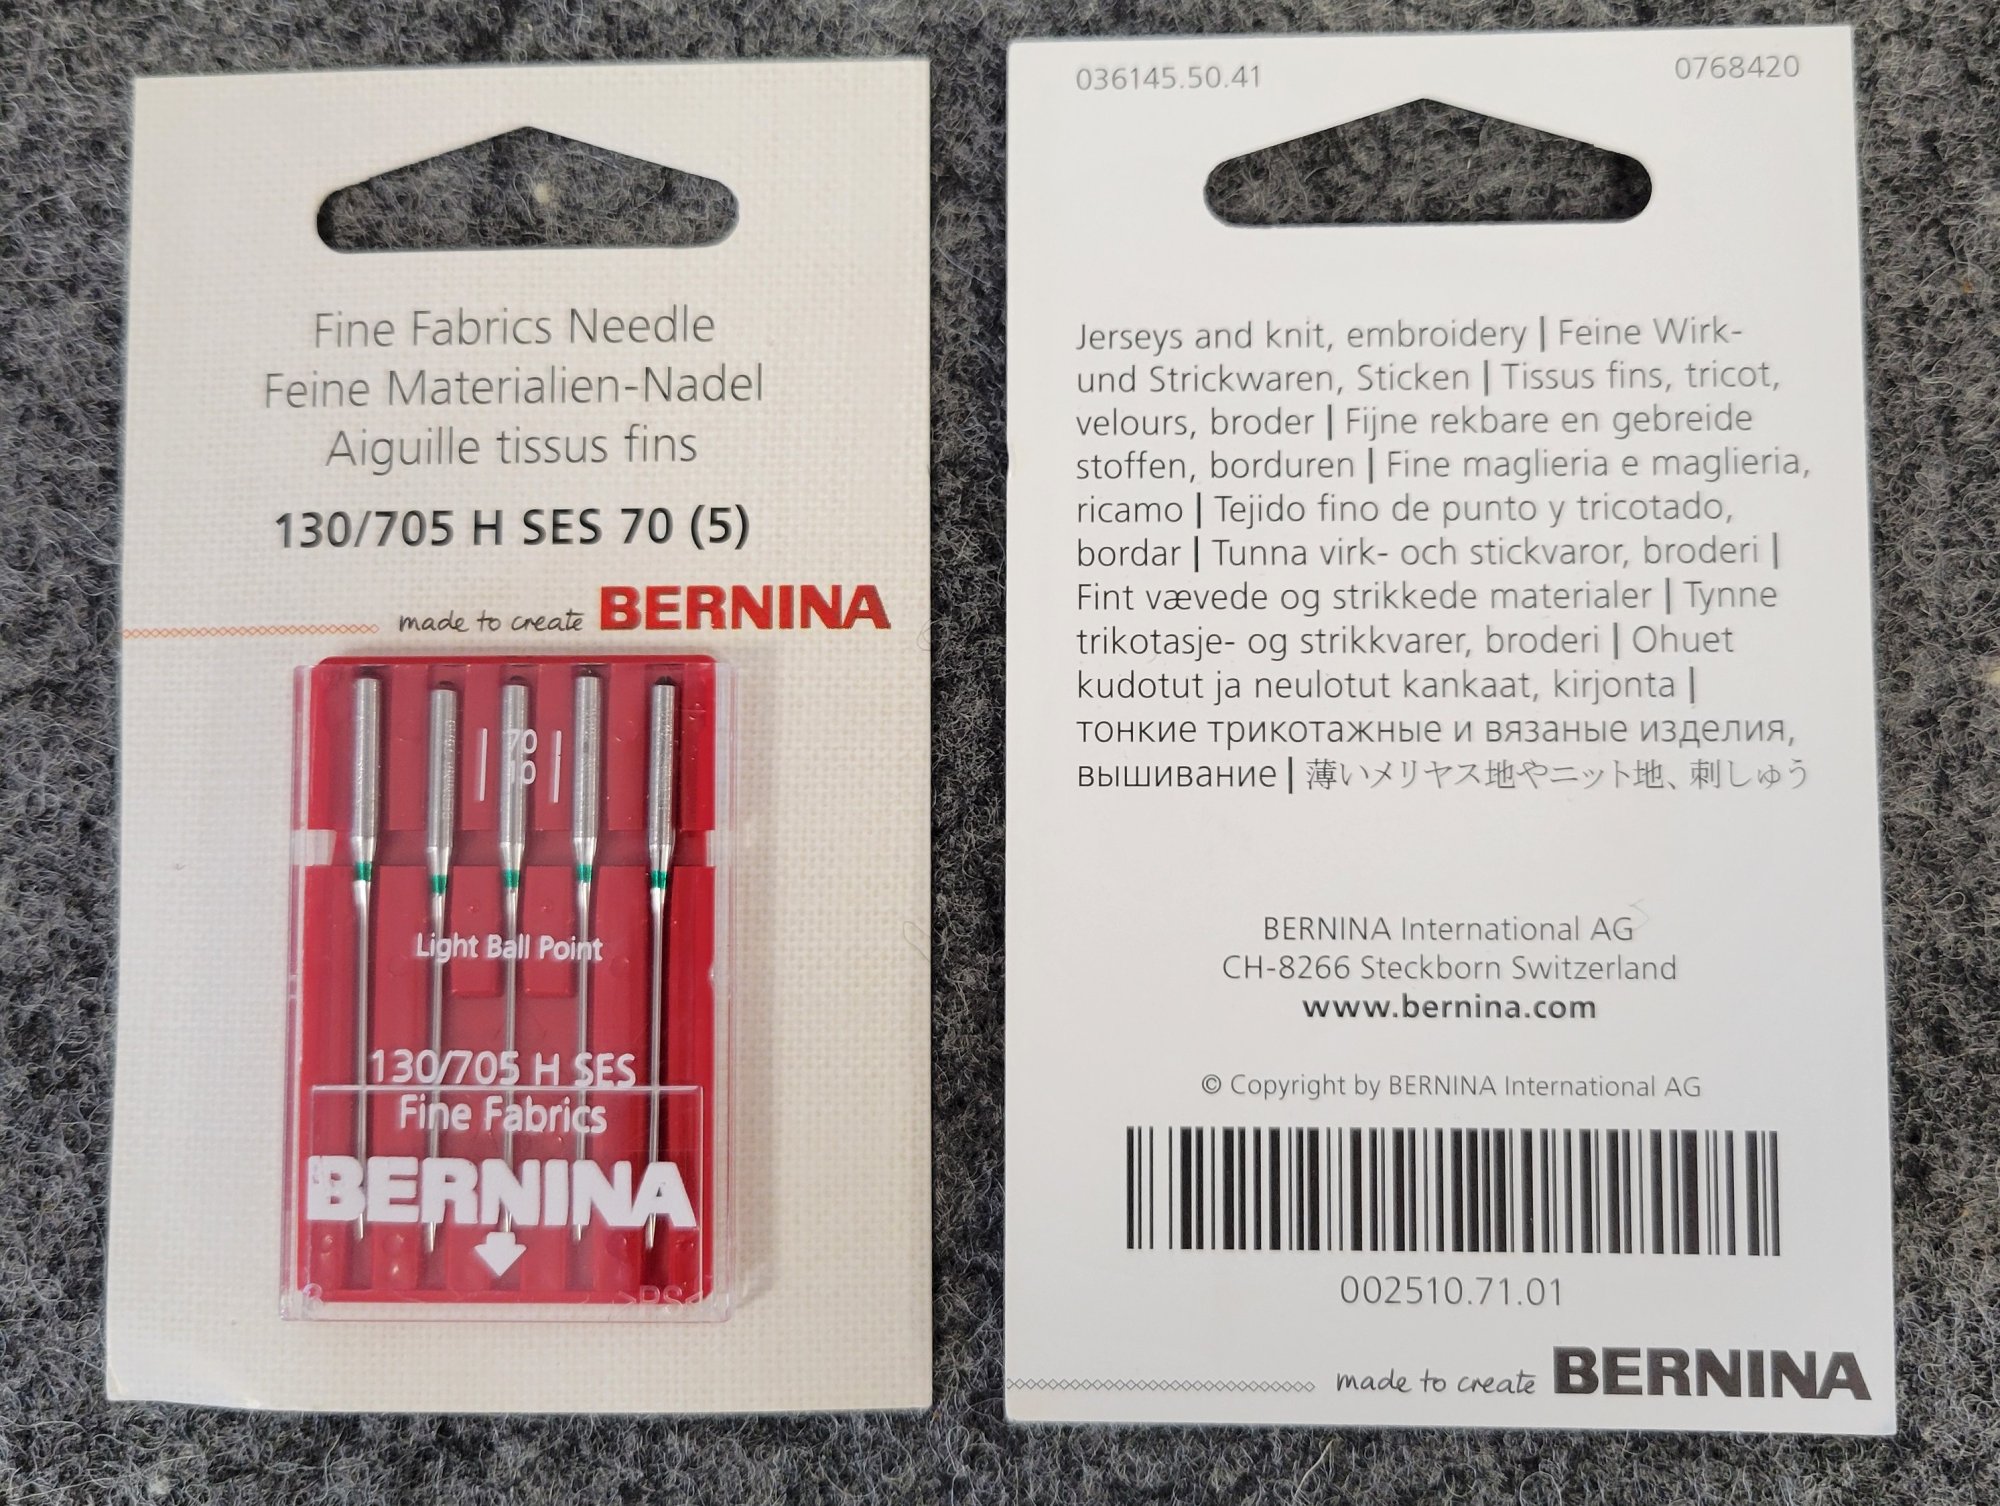 Fine Fabrics Needle
Feine Materialien-Nadel
Aiguille tissus fins
130/705 H SES 70 (5)
made to create BERNINA
70
10
Light Ball Point
130/705 H SES
Fine Fabrics
BERNINA
>PS<
036145.50.41
0768420
Jerseys and knit, embroidery | Feine Wirk-
und Strickwaren, Sticken | Tissus fins, tricot,
velours, broder | Fijne rekbare en gebreide
stoffen, borduren | Fine maglieria e maglieria,
ricamo | Tejido fino de punto y tricotado,
bordar | Tunna virk- och stickvaror, broderi |
Fint vævede og strikkede materialer | Tynne
trikotasje- og strikkvarer, broderi | Ohuet
kudotut ja neulotut kankaat, kirjonta |
тонкие трикотажные и вязаные изделия,
вышивание | 薄いメリヤス地やニット地、刺しゅう
BERNINA International AG
CH-8266 Steckborn Switzerland
www.bernina.com
© Copyright by BERNINA International AG
002510.71.01
made to create BERNINA